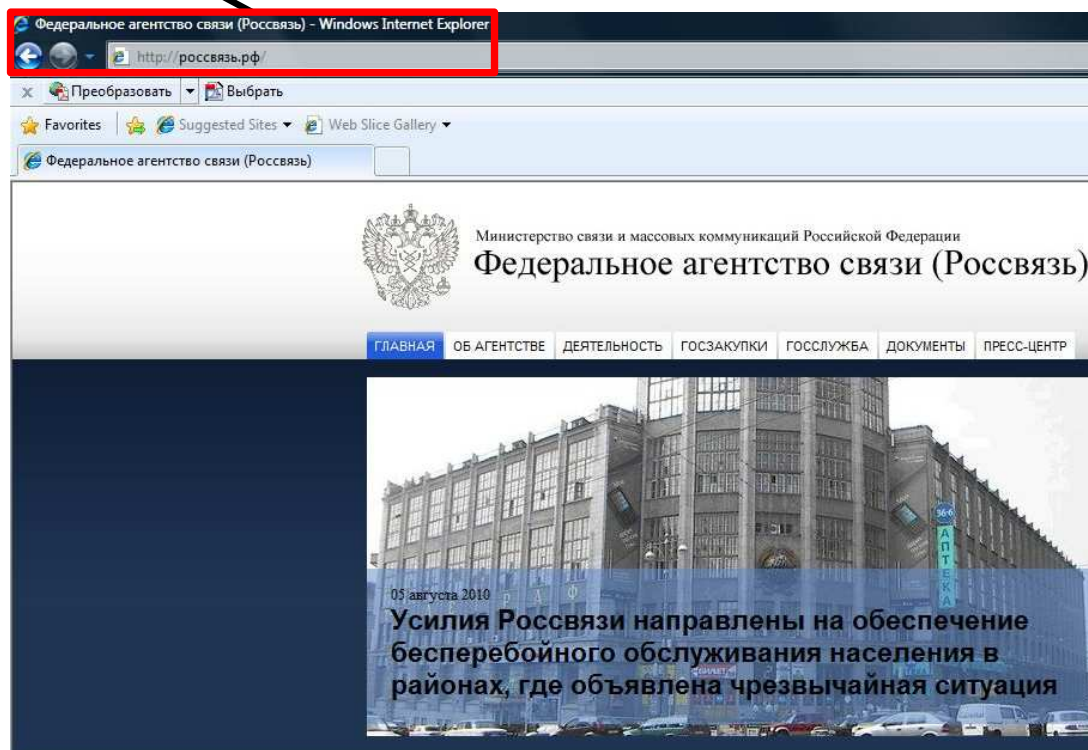 Федеральное агентство связи (Россвязь) - Windows Internet Explorer
http://россвязь.рф/
x Преобразовать Выбрать
Favorites Suggested Sites Web Slice Gallery
Федеральное агентство связи (Россвязь)
Министерство связи и массовых коммуникаций Российской Федерации
Федеральное агентство связи (Россвязь)
ГЛАВНАЯ ОБ АГЕНТСТВЕ ДЕЯТЕЛЬНОСТЬ ГОСЗАКУПКИ ГОССЛУЖБА ДОКУМЕНТЫ ПРЕСС-ЦЕНТР
36·6
АПТЕКА
05 августа 2010
Усилия Россвязи направлены на обеспечение
бесперебойного обслуживания населения в
районах, где объявлена чрезвычайная ситуация